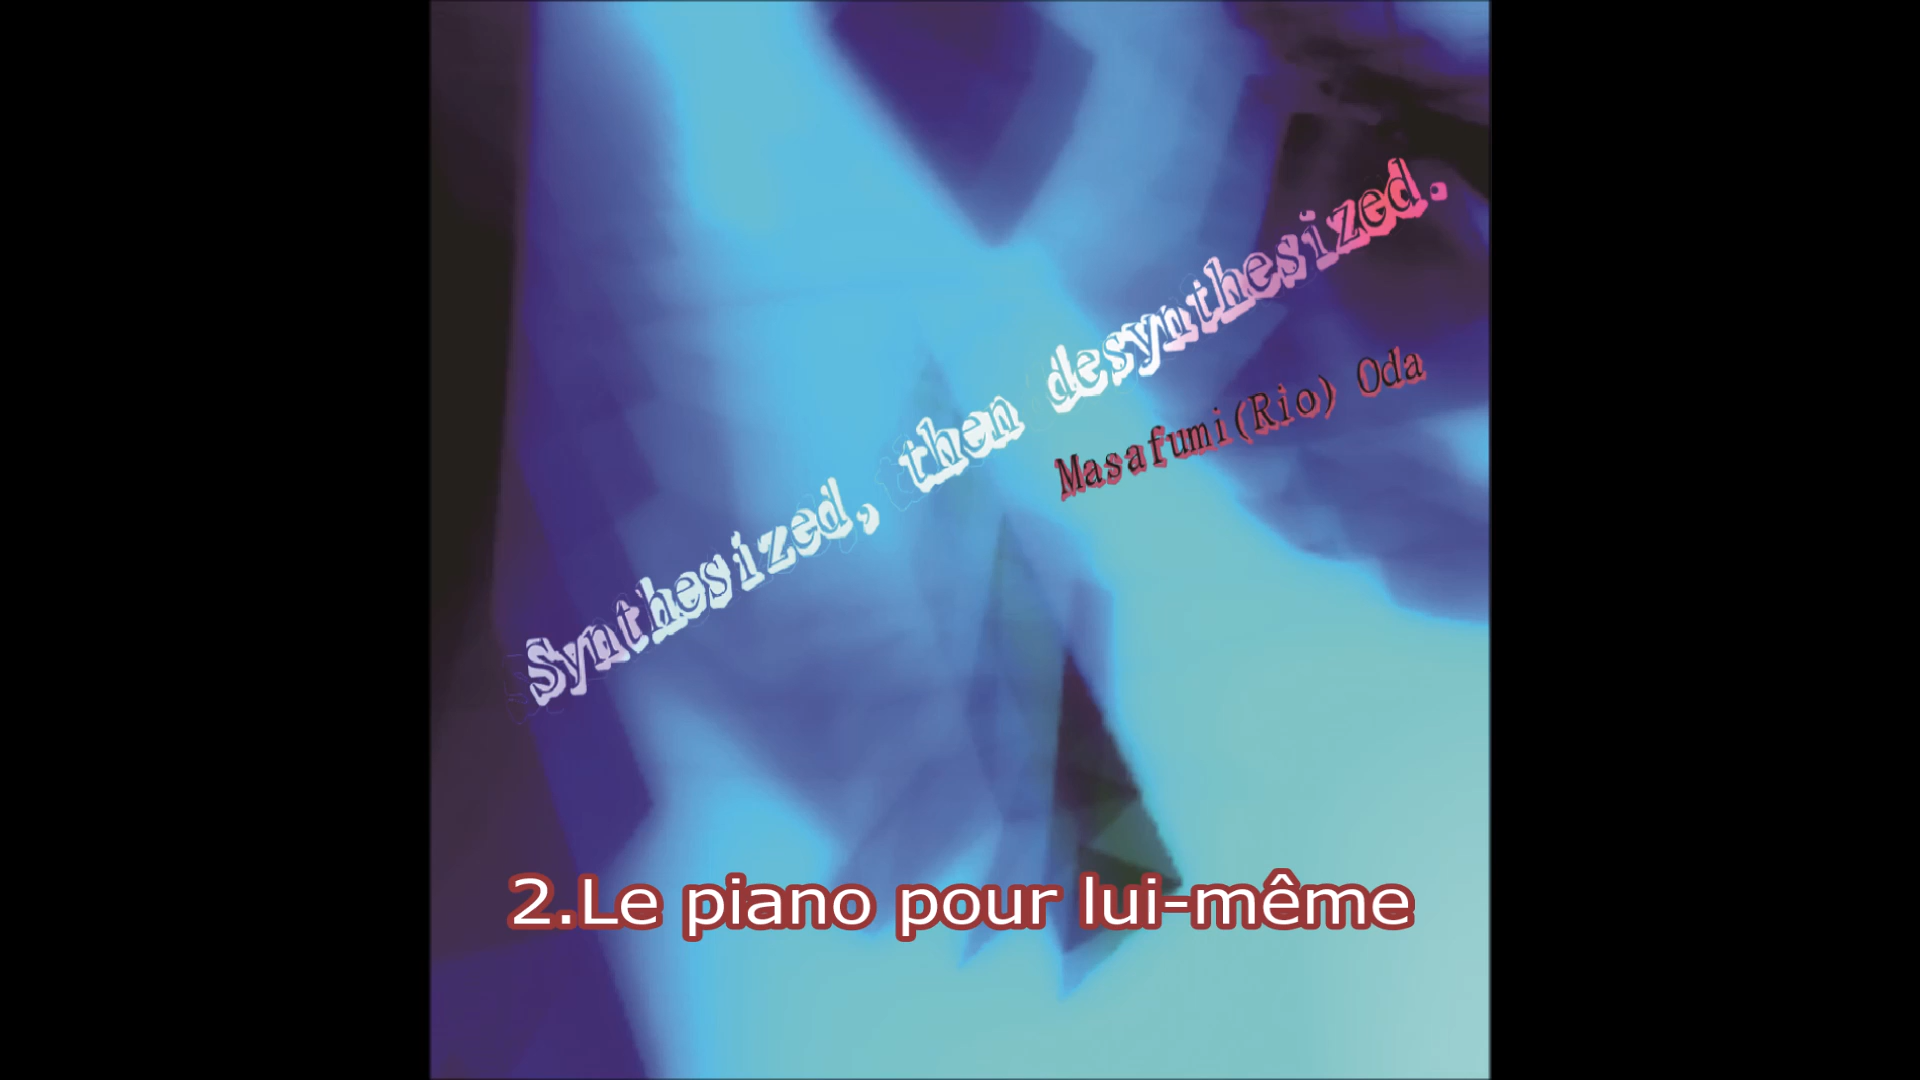 Synthesized, then desynthesized.
Masafumi(Rio) Oda
2.Le piano pour lui-même